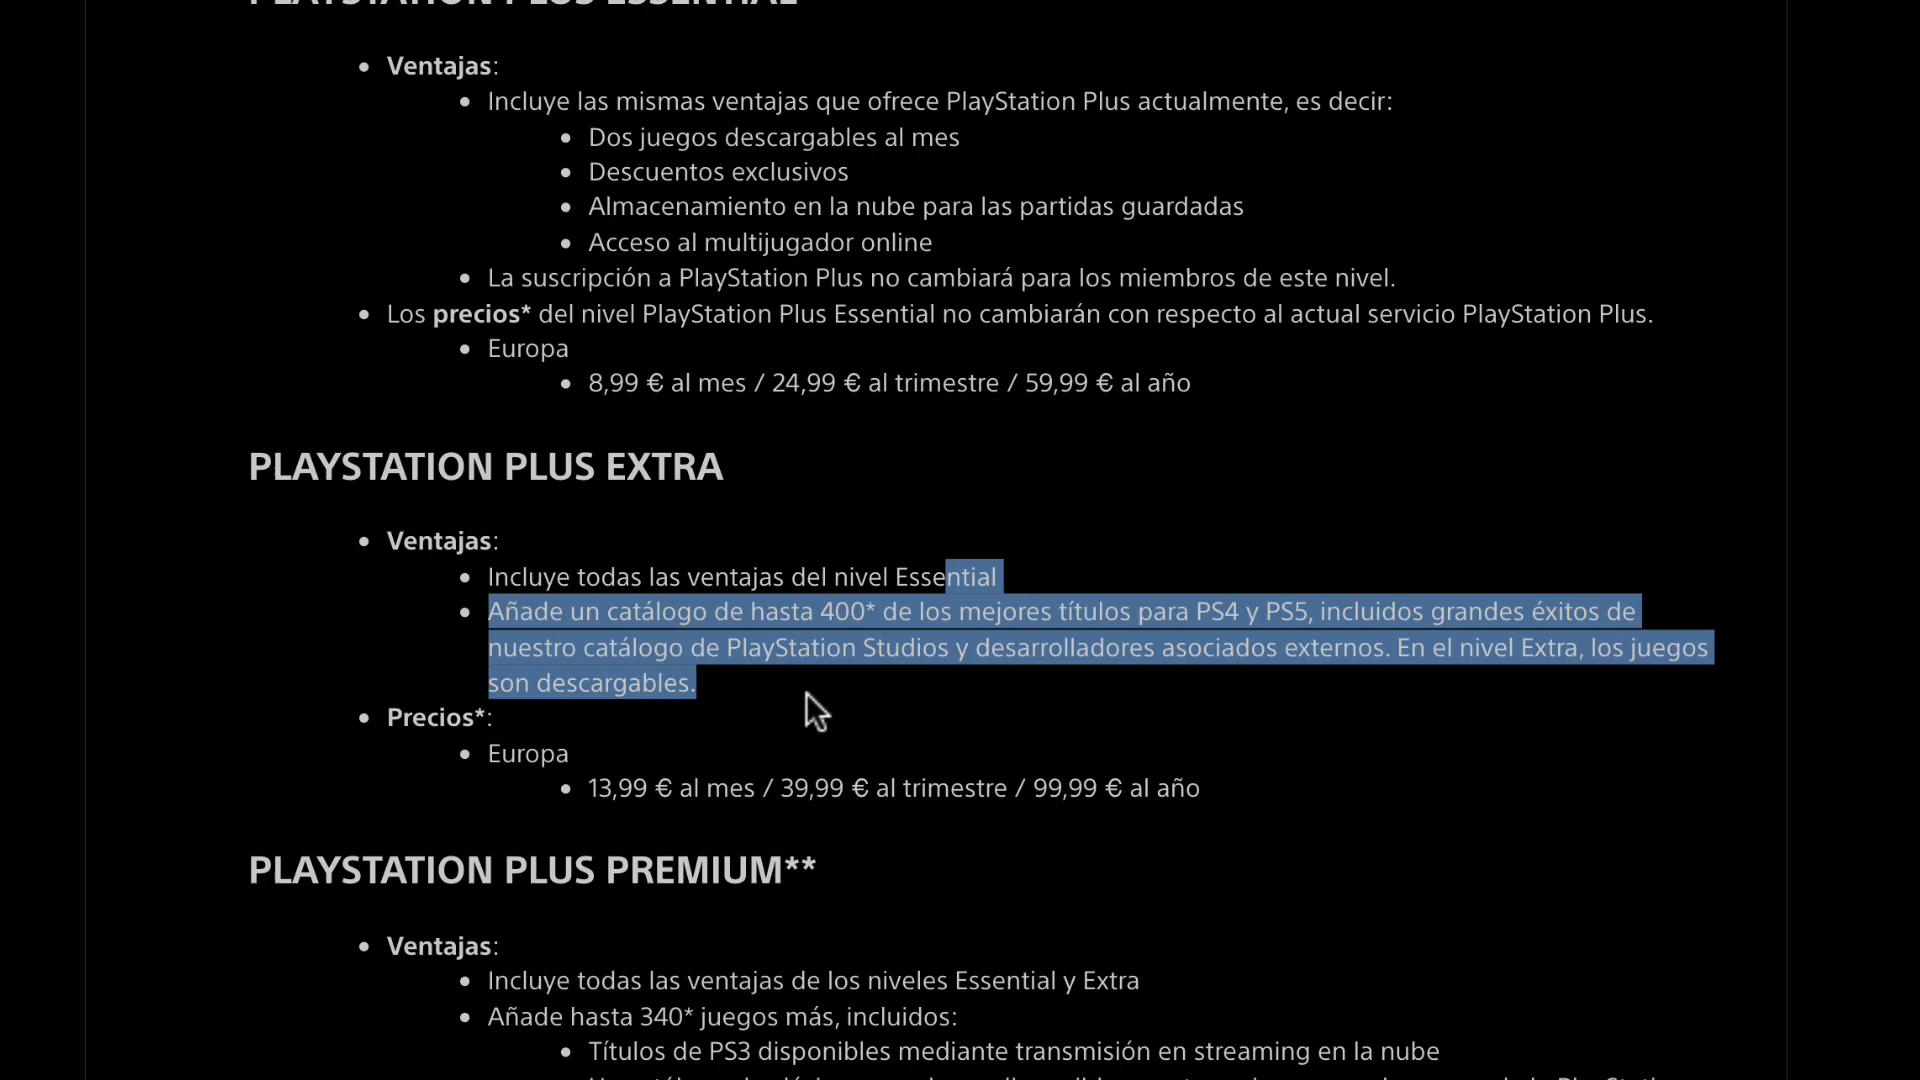 PLAYSTATION PLUS ESSENTIAL
Ventajas:
Incluye las mismas ventajas que ofrece PlayStation Plus actualmente, es decir:
Dos juegos descargables al mes
Descuentos exclusivos
Almacenamiento en la nube para las partidas guardadas
Acceso al multijugador online
La suscripción a PlayStation Plus no cambiará para los miembros de este nivel.
Los precios* del nivel PlayStation Plus Essential no cambiarán con respecto al actual servicio PlayStation Plus.
Europa
8,99 € al mes / 24,99 € al trimestre / 59,99 € al año
PLAYSTATION PLUS EXTRA
Ventajas:
Incluye todas las ventajas del nivel Essential
Añade un catálogo de hasta 400* de los mejores títulos para PS4 y PS5, incluidos grandes éxitos de
nuestro catálogo de PlayStation Studios y desarrolladores asociados externos. En el nivel Extra, los juegos
son descargables.
Precios*:
Europa
13,99 € al mes / 39,99 € al trimestre / 99,99 € al año
PLAYSTATION PLUS PREMIUM**
Ventajas:
Incluye todas las ventajas de los niveles Essential y Extra
Añade hasta 340* juegos más, incluidos:
Títulos de PS3 disponibles mediante transmisión en streaming en la nube